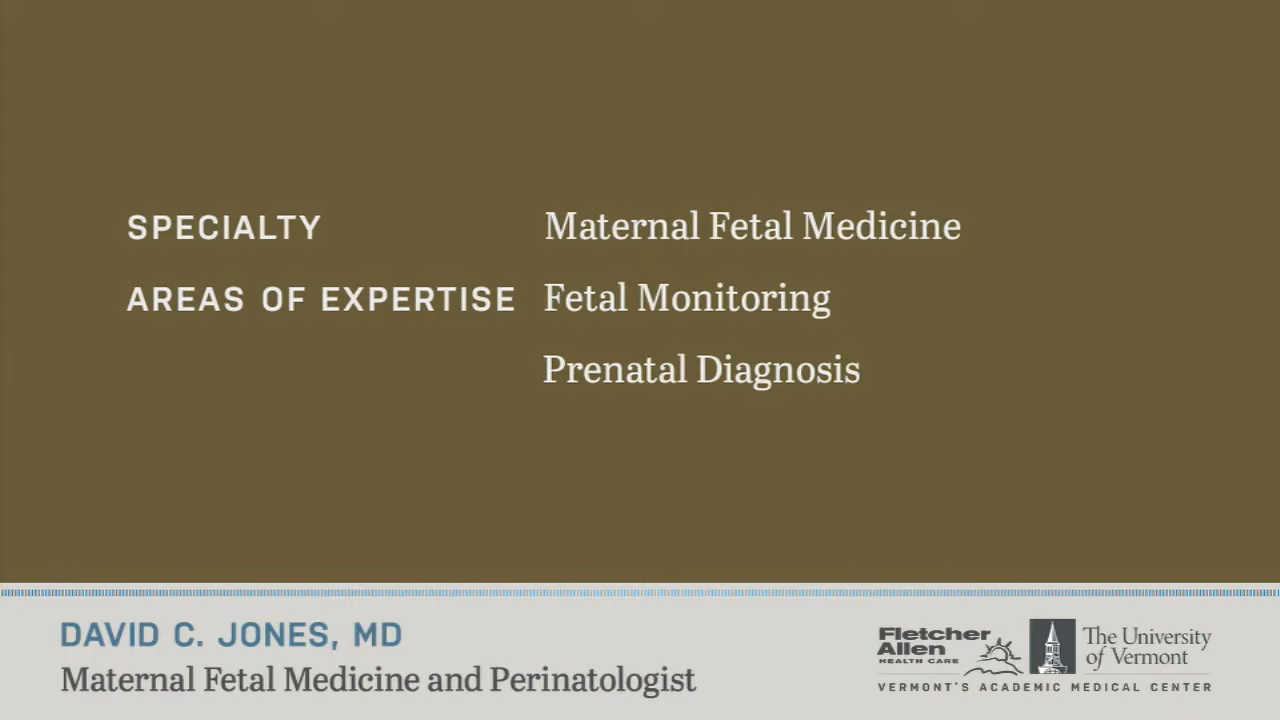 SPECIALTY Maternal Fetal Medicine
AREAS OF EXPERTISE Fetal Monitoring
Prenatal Diagnosis
DAVID C. JONES, MD
Maternal Fetal Medicine and Perinatologist
Fletcher
Allen
HEALTH CARE
The University
of Vermont
VERMONT'S ACADEMIC MEDICAL CENTER